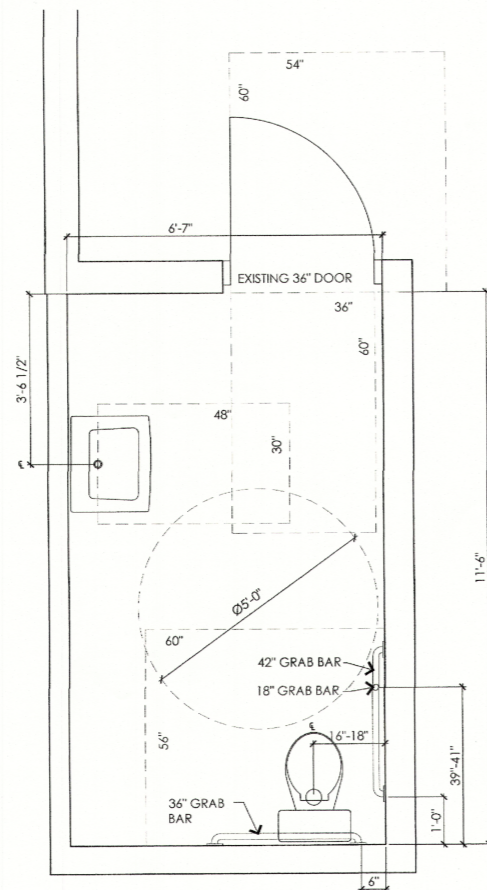 54"
60"
6'-7"
EXISTING 36" DOOR
36"
60"
3'-6 1/2"
48"
30"
℄
11'-6"
Ø5'-0"
60"
42" GRAB BAR
18" GRAB BAR
℄
16"-18"
56"
39"-41"
36" GRAB
BAR
1'-0"
6"